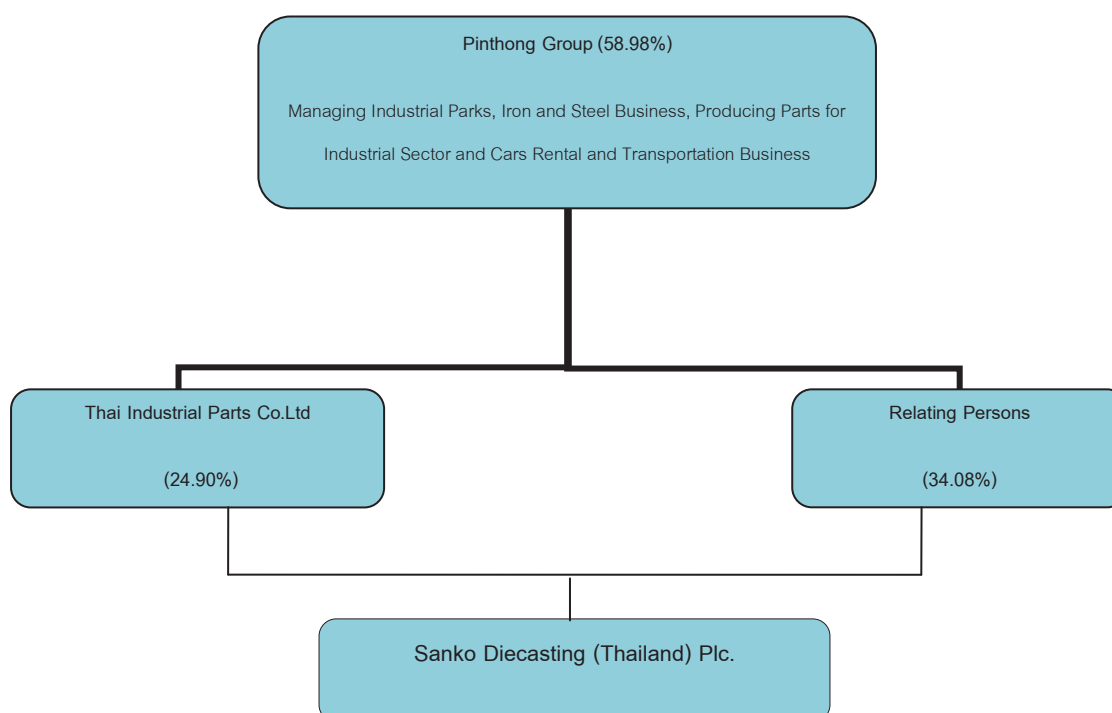 Pinthong Group (58.98%)
Managing Industrial Parks, Iron and Steel Business, Producing Parts for
Industrial Sector and Cars Rental and Transportation Business
Thai Industrial Parts Co.Ltd
(24.90%)
Relating Persons
(34.08%)
Sanko Diecasting (Thailand) Plc.